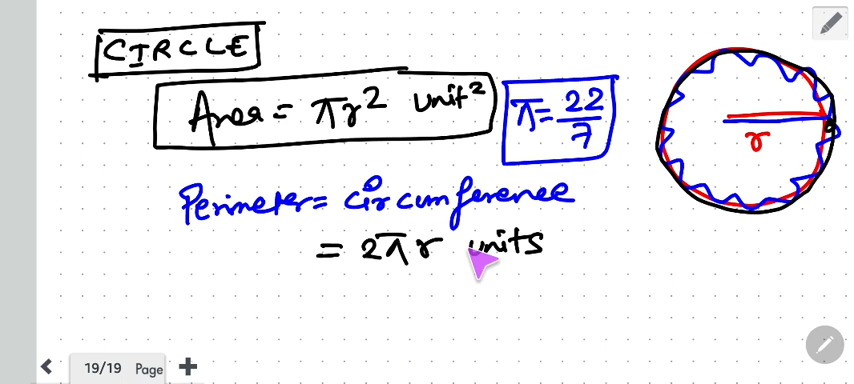 CIRCLE
Area = πr² unit²
π = 22/7
r
Perimeter = circumference
= 2πr units
19/19 Page